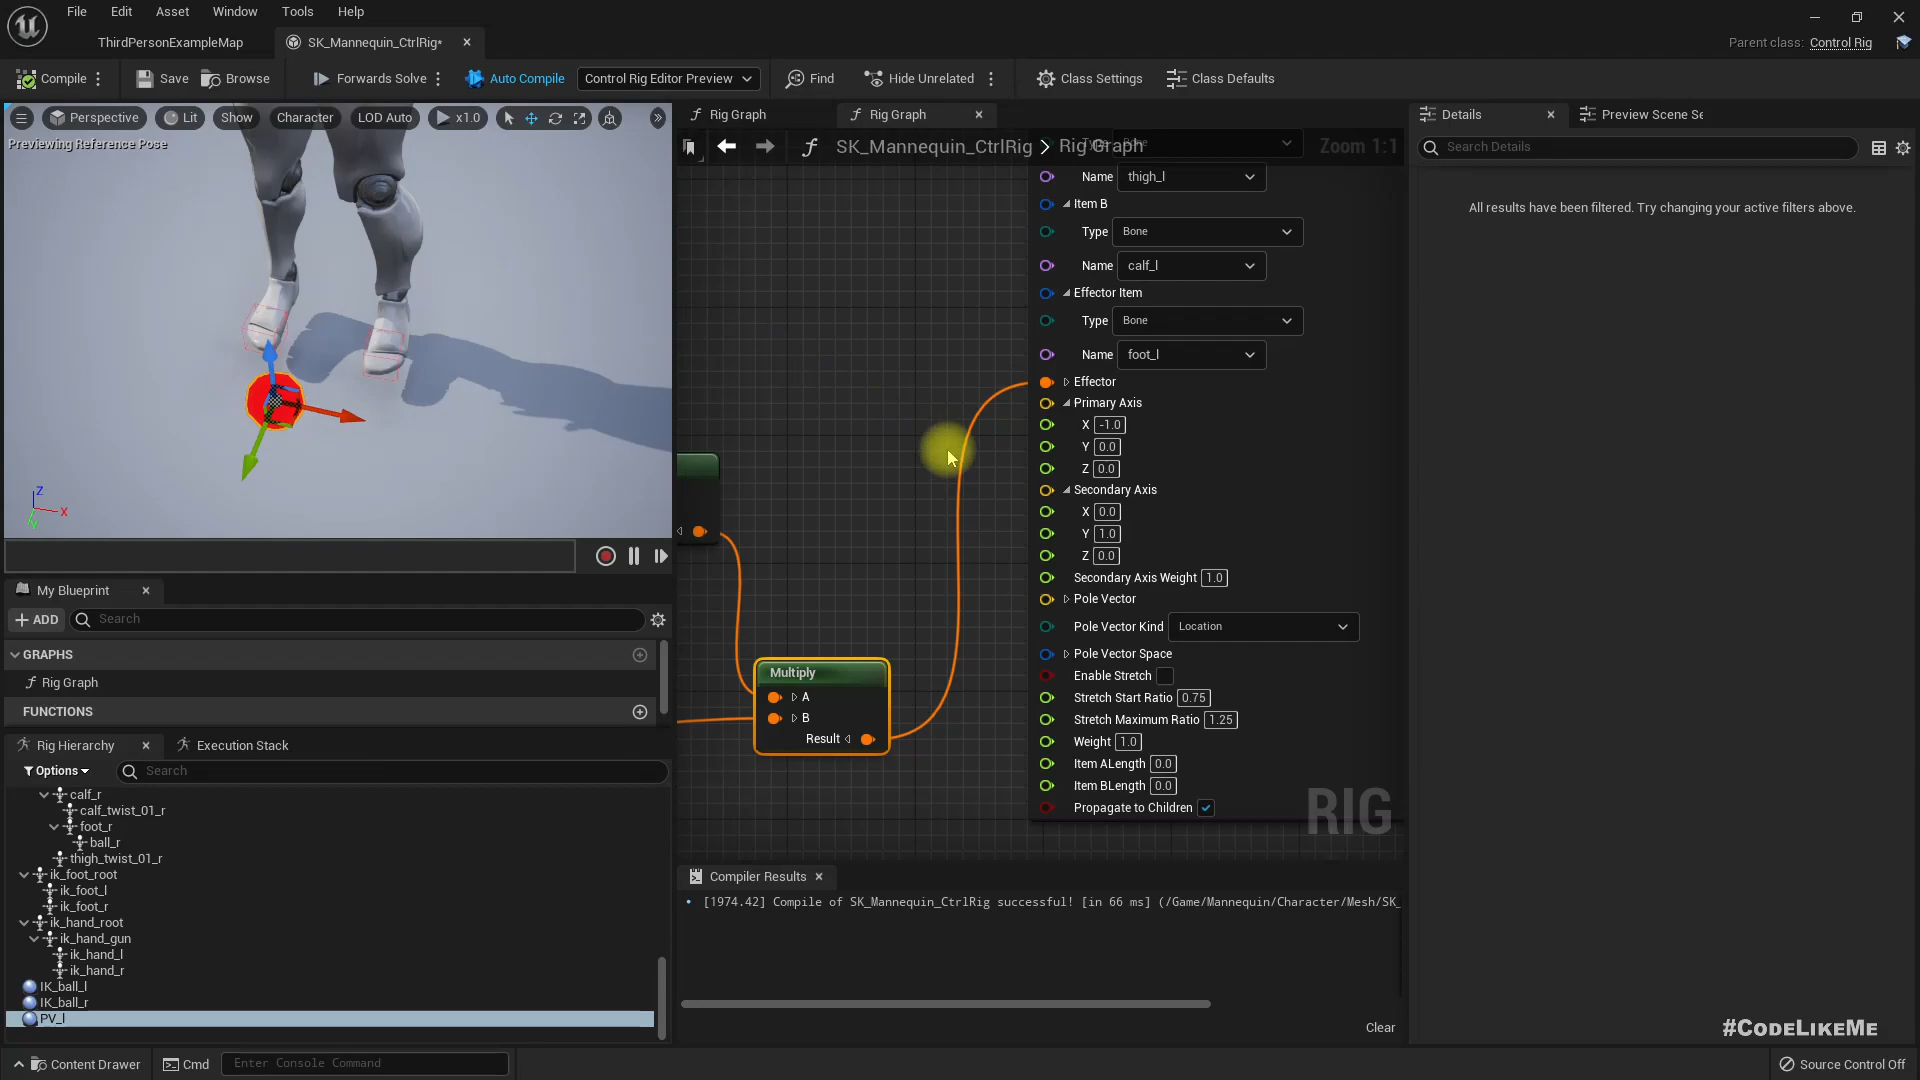 File Edit Asset Window Tools Help
ThirdPersonExampleMap
SK_Mannequin_CtrlRig*
Parent class: Control Rig
Compile
Save
Browse
Forwards Solve
Auto Compile
Control Rig Editor Preview
Find
Hide Unrelated
Class Settings
Class Defaults
Perspective
Lit
Show
Character
LOD Auto
x1.0
Previewing Reference Pose
Z
X
Y
Rig Graph
Rig Graph
SK_Mannequin_CtrlRig > Rig Graph
Zoom 1:1
Name thigh_l
Item B
Type Bone
Name calf_l
Effector Item
Type Bone
Name foot_l
Effector
Primary Axis
X -1.0
Y 0.0
Z 0.0
Secondary Axis
X 0.0
Y 1.0
Z 0.0
Secondary Axis Weight 1.0
Pole Vector
Pole Vector Kind Location
Pole Vector Space
Enable Stretch
Stretch Start Ratio 0.75
Stretch Maximum Ratio 1.25
Weight 1.0
Item ALength 0.0
Item BLength 0.0
Propagate to Children
RIG
Multiply
A
B
Result
Details
Preview Scene Se
Search Details
All results have been filtered. Try changing your active filters above.
My Blueprint
ADD
Search
GRAPHS
Rig Graph
FUNCTIONS
Rig Hierarchy
Execution Stack
Options
Search
calf_r
calf_twist_01_r
foot_r
ball_r
thigh_twist_01_r
ik_foot_root
ik_foot_l
ik_foot_r
ik_hand_root
ik_hand_gun
ik_hand_l
ik_hand_r
IK_ball_l
IK_ball_r
PV_l
Compiler Results
[1974.42] Compile of SK_Mannequin_CtrlRig successful! [in 66 ms] (/Game/Mannequin/Character/Mesh/SK_
Clear
#CodeLikeMe
Content Drawer
Cmd
Enter Console Command
Source Control Off